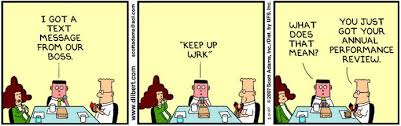 I GOT A
TEXT
MESSAGE
FROM OUR
BOSS.
scottadams@aol.com
www.dilbert.com
"KEEP UP
WRK"
WHAT
DOES
THAT
MEAN?
© 2007 Scott Adams, Inc./Dist. by UFS, Inc.
YOU JUST
GOT YOUR
ANNUAL
PERFORMANCE
REVIEW.